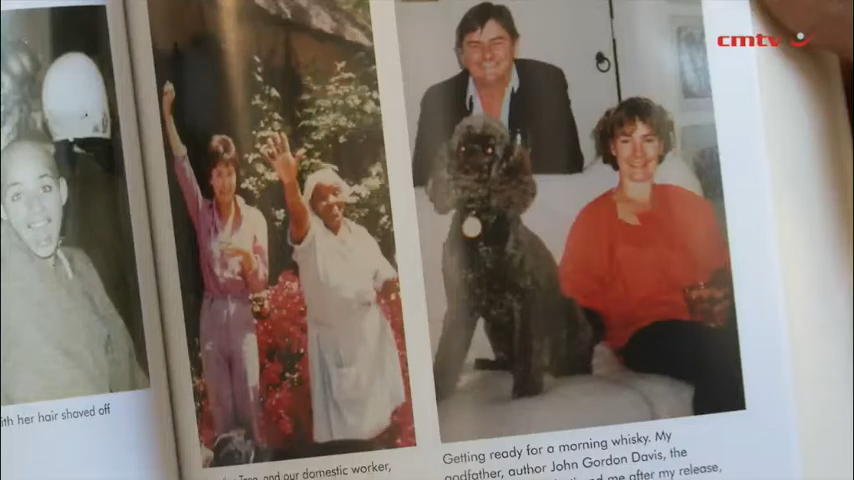 cmtv
ith her hair shaved off
and our domestic worker,
Getting ready for a morning whisky. My
godfather, author John Gordon Davis, the
and me after my release,